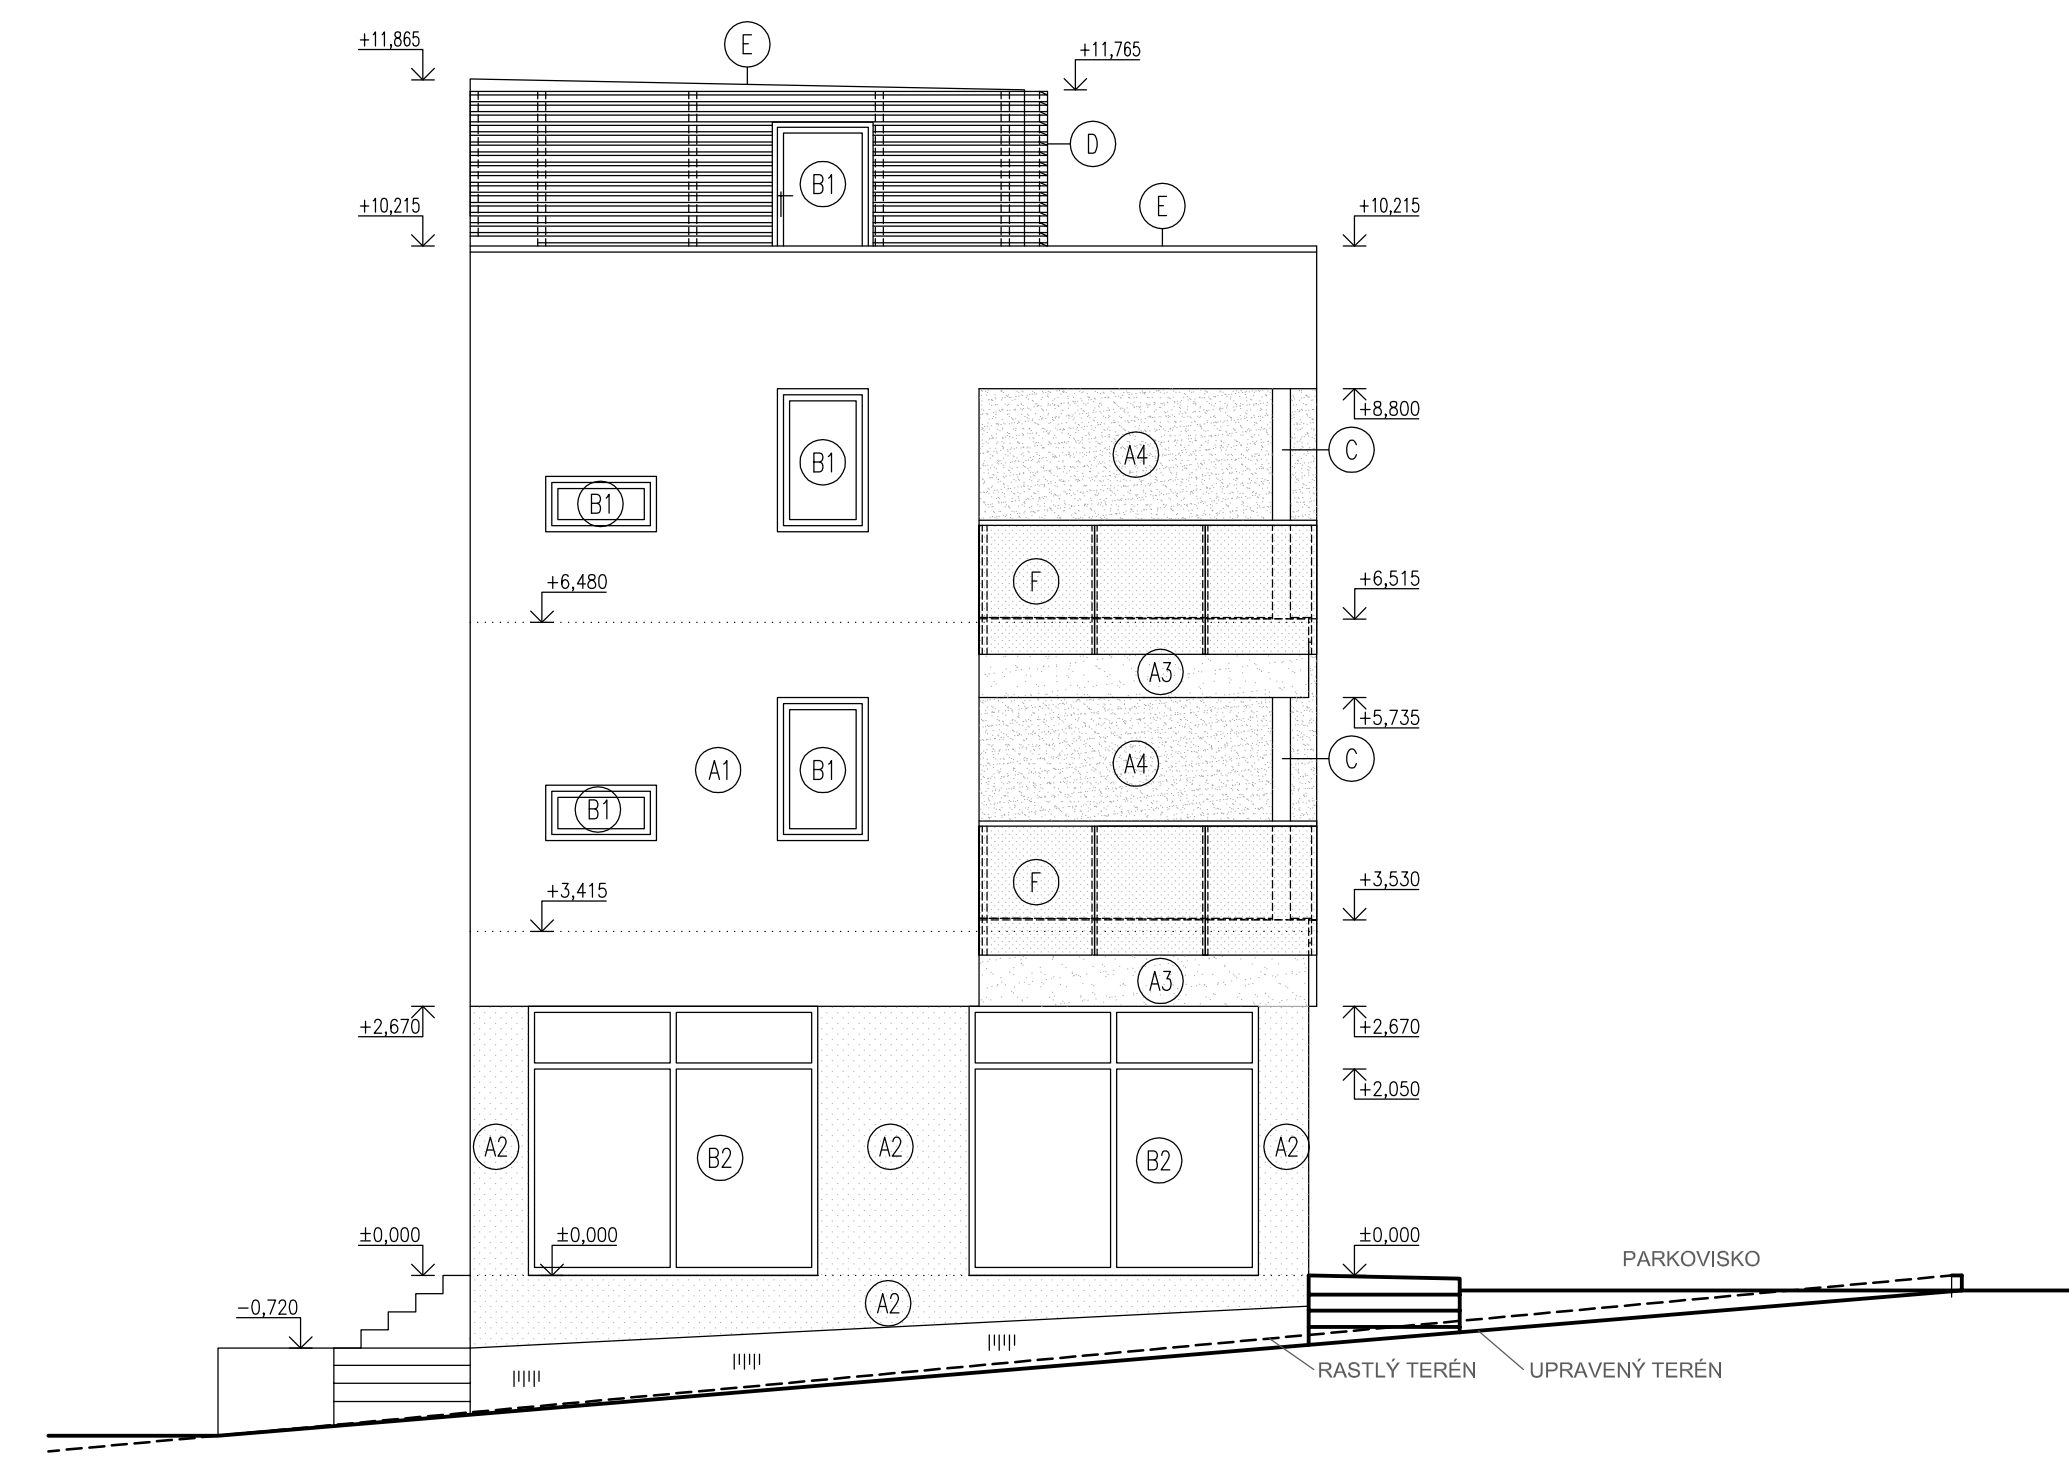 +11,865
E
+11,765
D
B1
+10,215
E
+10,215
+8,800
A4
C
B1
B1
+6,480
F
+6,515
A3
+5,735
A4
C
A1
B1
B1
+3,415
F
+3,530
A3
+2,670
+2,670
+2,050
A2
B2
A2
B2
A2
±0,000
±0,000
±0,000
PARKOVISKO
A2
−0,720
RASTLÝ TERÉN
UPRAVENÝ TERÉN